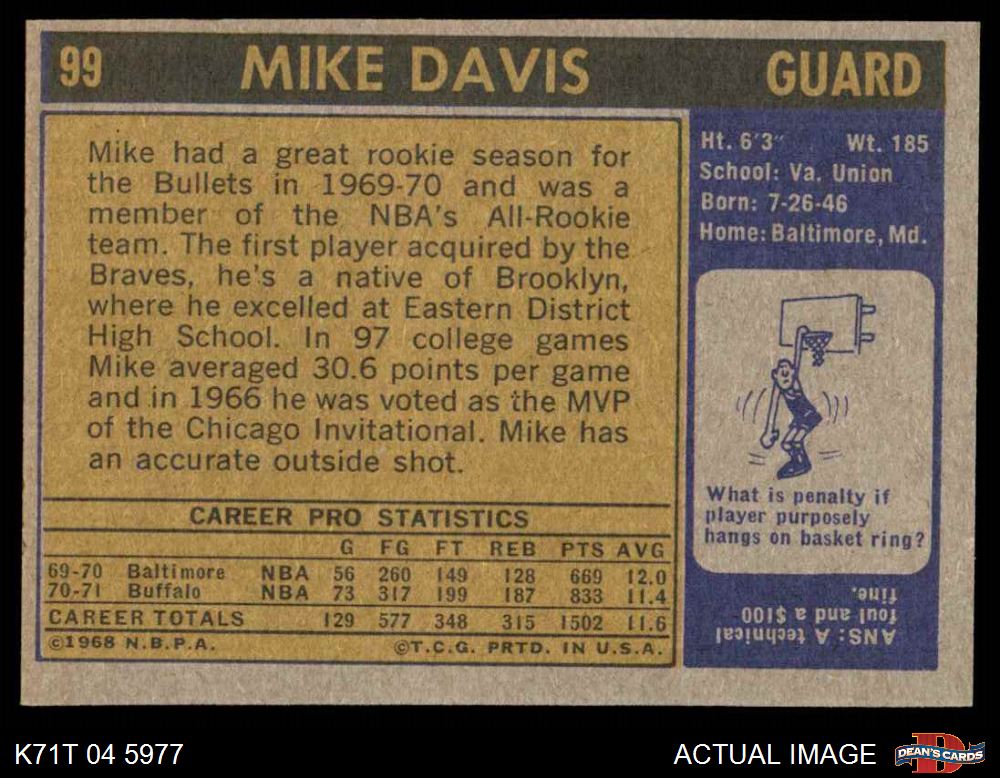 99 MIKE DAVIS GUARD
Mike had a great rookie season for
the Bullets in 1969-70 and was a
member of the NBA's All-Rookie
team. The first player acquired by the
Braves, he's a native of Brooklyn,
where he excelled at Eastern District
High School. In 97 college games
Mike averaged 30.6 points per game
and in 1966 he was voted as the MVP
of the Chicago Invitational. Mike has
an accurate outside shot.
CAREER PRO STATISTICS
G FG FT REB PTS AVG
69-70 Baltimore NBA 56 260 149 128 669 12.0
70-71 Buffalo NBA 73 317 199 187 833 11.4
CAREER TOTALS 129 577 348 315 1502 11.6
©1968 N.B.P.A. ©T.C.G. PRTD. IN U.S.A.
Ht. 6'3" Wt. 185
School: Va. Union
Born: 7-26-46
Home: Baltimore, Md.
What is penalty if
player purposely
hangs on basket ring?
ANS: A technical
foul and a $100
fine.
K71T 04 5977 ACTUAL IMAGE DEAN'S CARDS